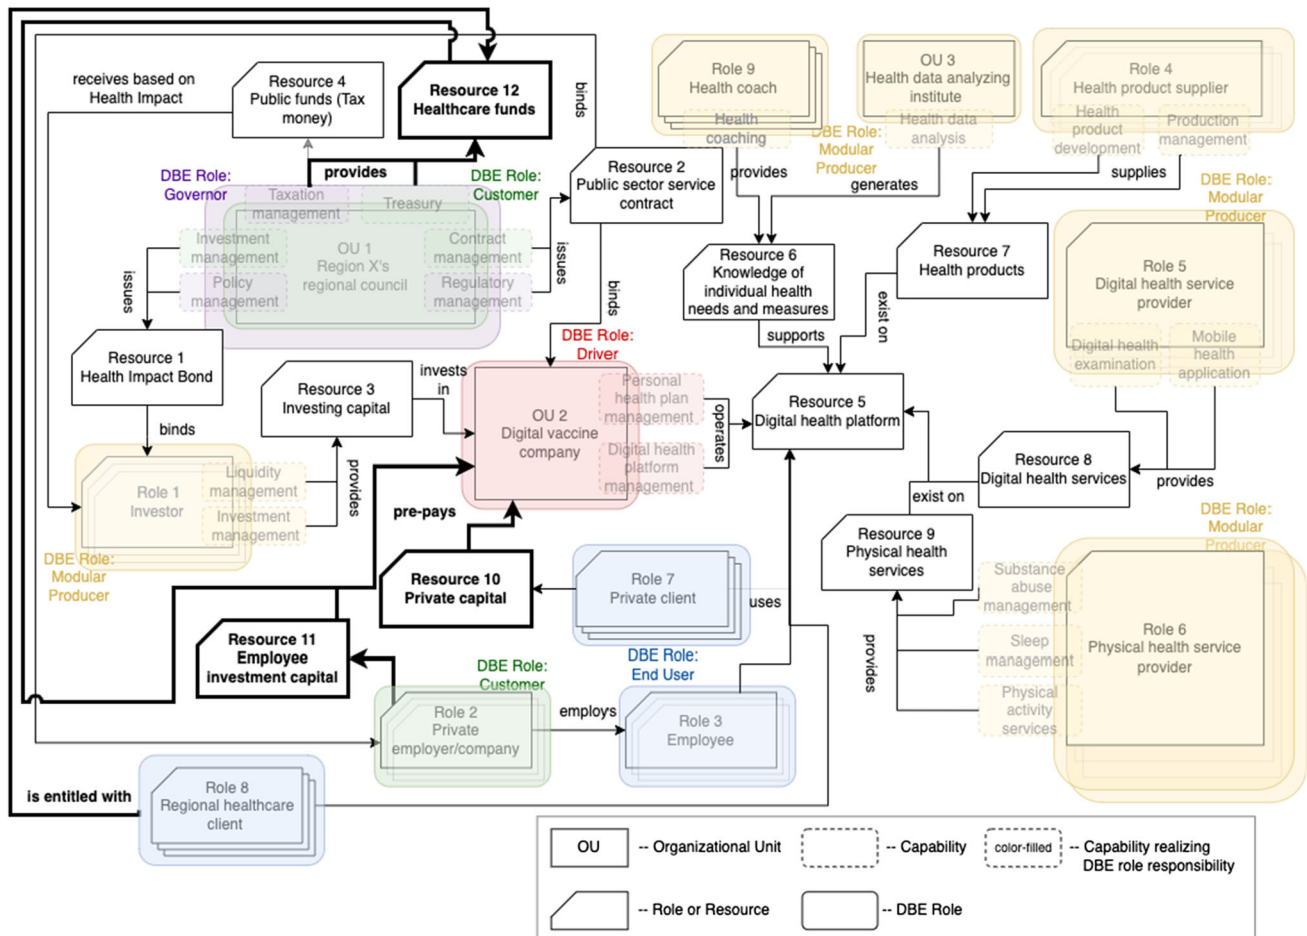 receives based on
Health Impact
Resource 4
Public funds (Tax
money)
Resource 12
Healthcare funds
binds
Role 9
Health coach
Health
coaching
OU 3
Health data analyzing
institute
Health data
analysis
DBE Role:
Modular
Producer
Role 4
Health product supplier
Health
product
development
Production
management
provides
generates
supplies
DBE Role:
Governor
provides
DBE Role:
Customer
Taxation
management
Treasury
Investment
management
Policy
management
OU 1
Region X's
regional council
Contract
management
Regulatory
management
issues
issues
Resource 2
Public sector service
contract
binds
Resource 6
Knowledge of
individual health
needs and measures
Resource 7
Health products
DBE Role:
Modular
Producer
Role 5
Digital health service
provider
Digital health
examination
Mobile
health
application
supports
exist on
Resource 1
Health Impact Bond
Resource 3
Investing capital
invests
in
DBE Role:
Driver
OU 2
Digital vaccine
company
Personal
health plan
management
Digital health
platform
management
operates
Resource 5
Digital health platform
binds
Role 1
Investor
Liquidity
management
Investment
management
provides
DBE Role:
Modular
Producer
pre-pays
Resource 8
Digital health services
provides
exist on
Resource 9
Physical health
services
DBE Role:
Modular
Producer
Resource 10
Private capital
Role 7
Private client
uses
Substance
abuse
management
Sleep
management
Physical
activity
services
provides
Role 6
Physical health service
provider
Resource 11
Employee
investment capital
DBE Role:
Customer
DBE Role:
End User
Role 2
Private
employer/company
employs
Role 3
Employee
is entitled with
Role 8
Regional healthcare
client
OU
-- Organizational Unit
-- Capability
color-filled
-- Capability realizing
DBE role responsibility
-- Role or Resource
-- DBE Role